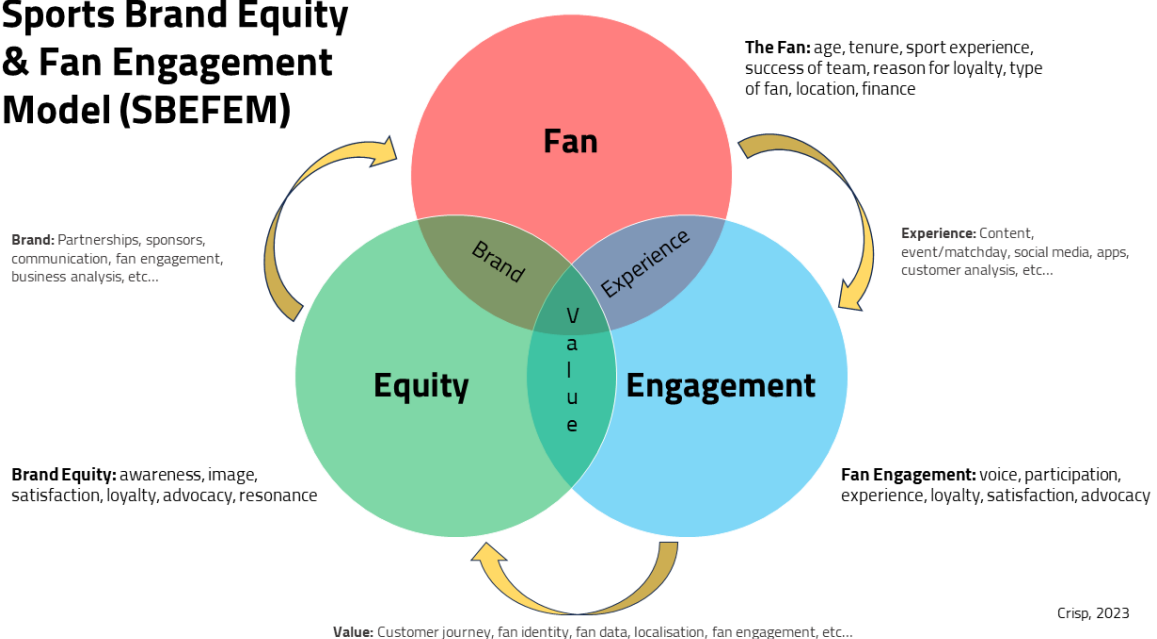 Sports Brand Equity
& Fan Engagement
Model (SBEFEM)
The Fan: age, tenure, sport experience,
success of team, reason for loyalty, type
of fan, location, finance
Fan
Brand: Partnerships, sponsors,
communication, fan engagement,
business analysis, etc...
Brand
Experience
Experience: Content,
event/matchday, social media, apps,
customer analysis, etc...
Value
Equity
Engagement
Brand Equity: awareness, image,
satisfaction, loyalty, advocacy, resonance
Fan Engagement: voice, participation,
experience, loyalty, satisfaction, advocacy
Crisp, 2023
Value: Customer journey, fan identity, fan data, localisation, fan engagement, etc...